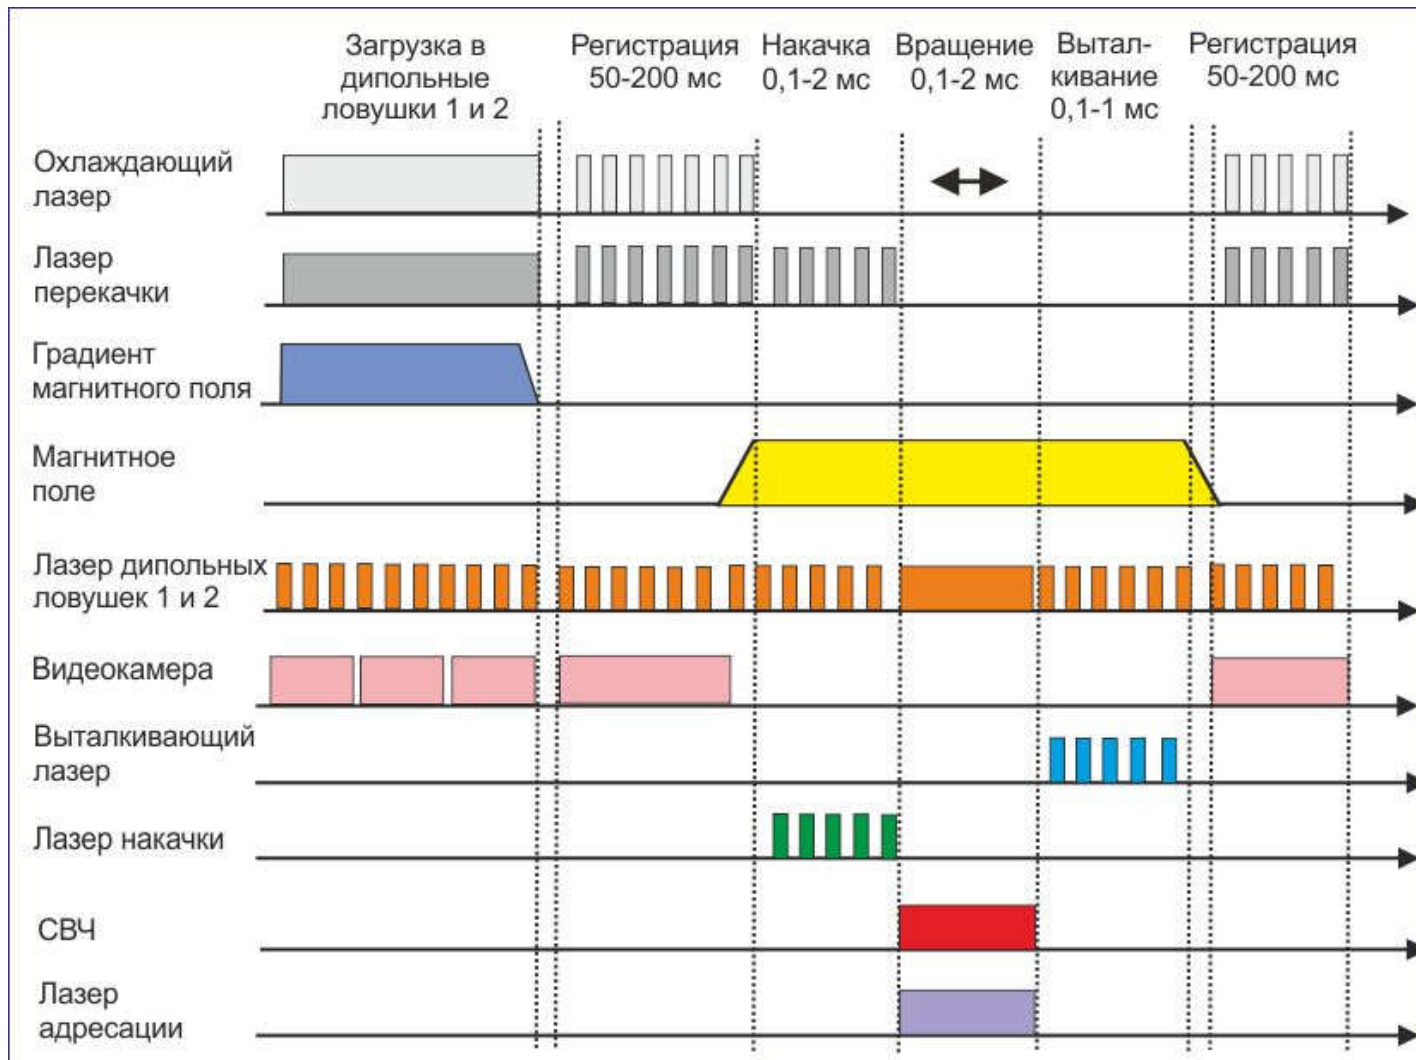 Загрузка в
дипольные
ловушки 1 и 2
Регистрация
50-200 мс
Накачка
0,1-2 мс
Вращение
0,1-2 мс
Вытал-
кивание
0,1-1 мс
Регистрация
50-200 мс
Охлаждающий
лазер
Лазер
перекачки
Градиент
магнитного поля
Магнитное
поле
Лазер дипольных
ловушек 1 и 2
Видеокамера
Выталкивающий
лазер
Лазер накачки
СВЧ
Лазер
адресации